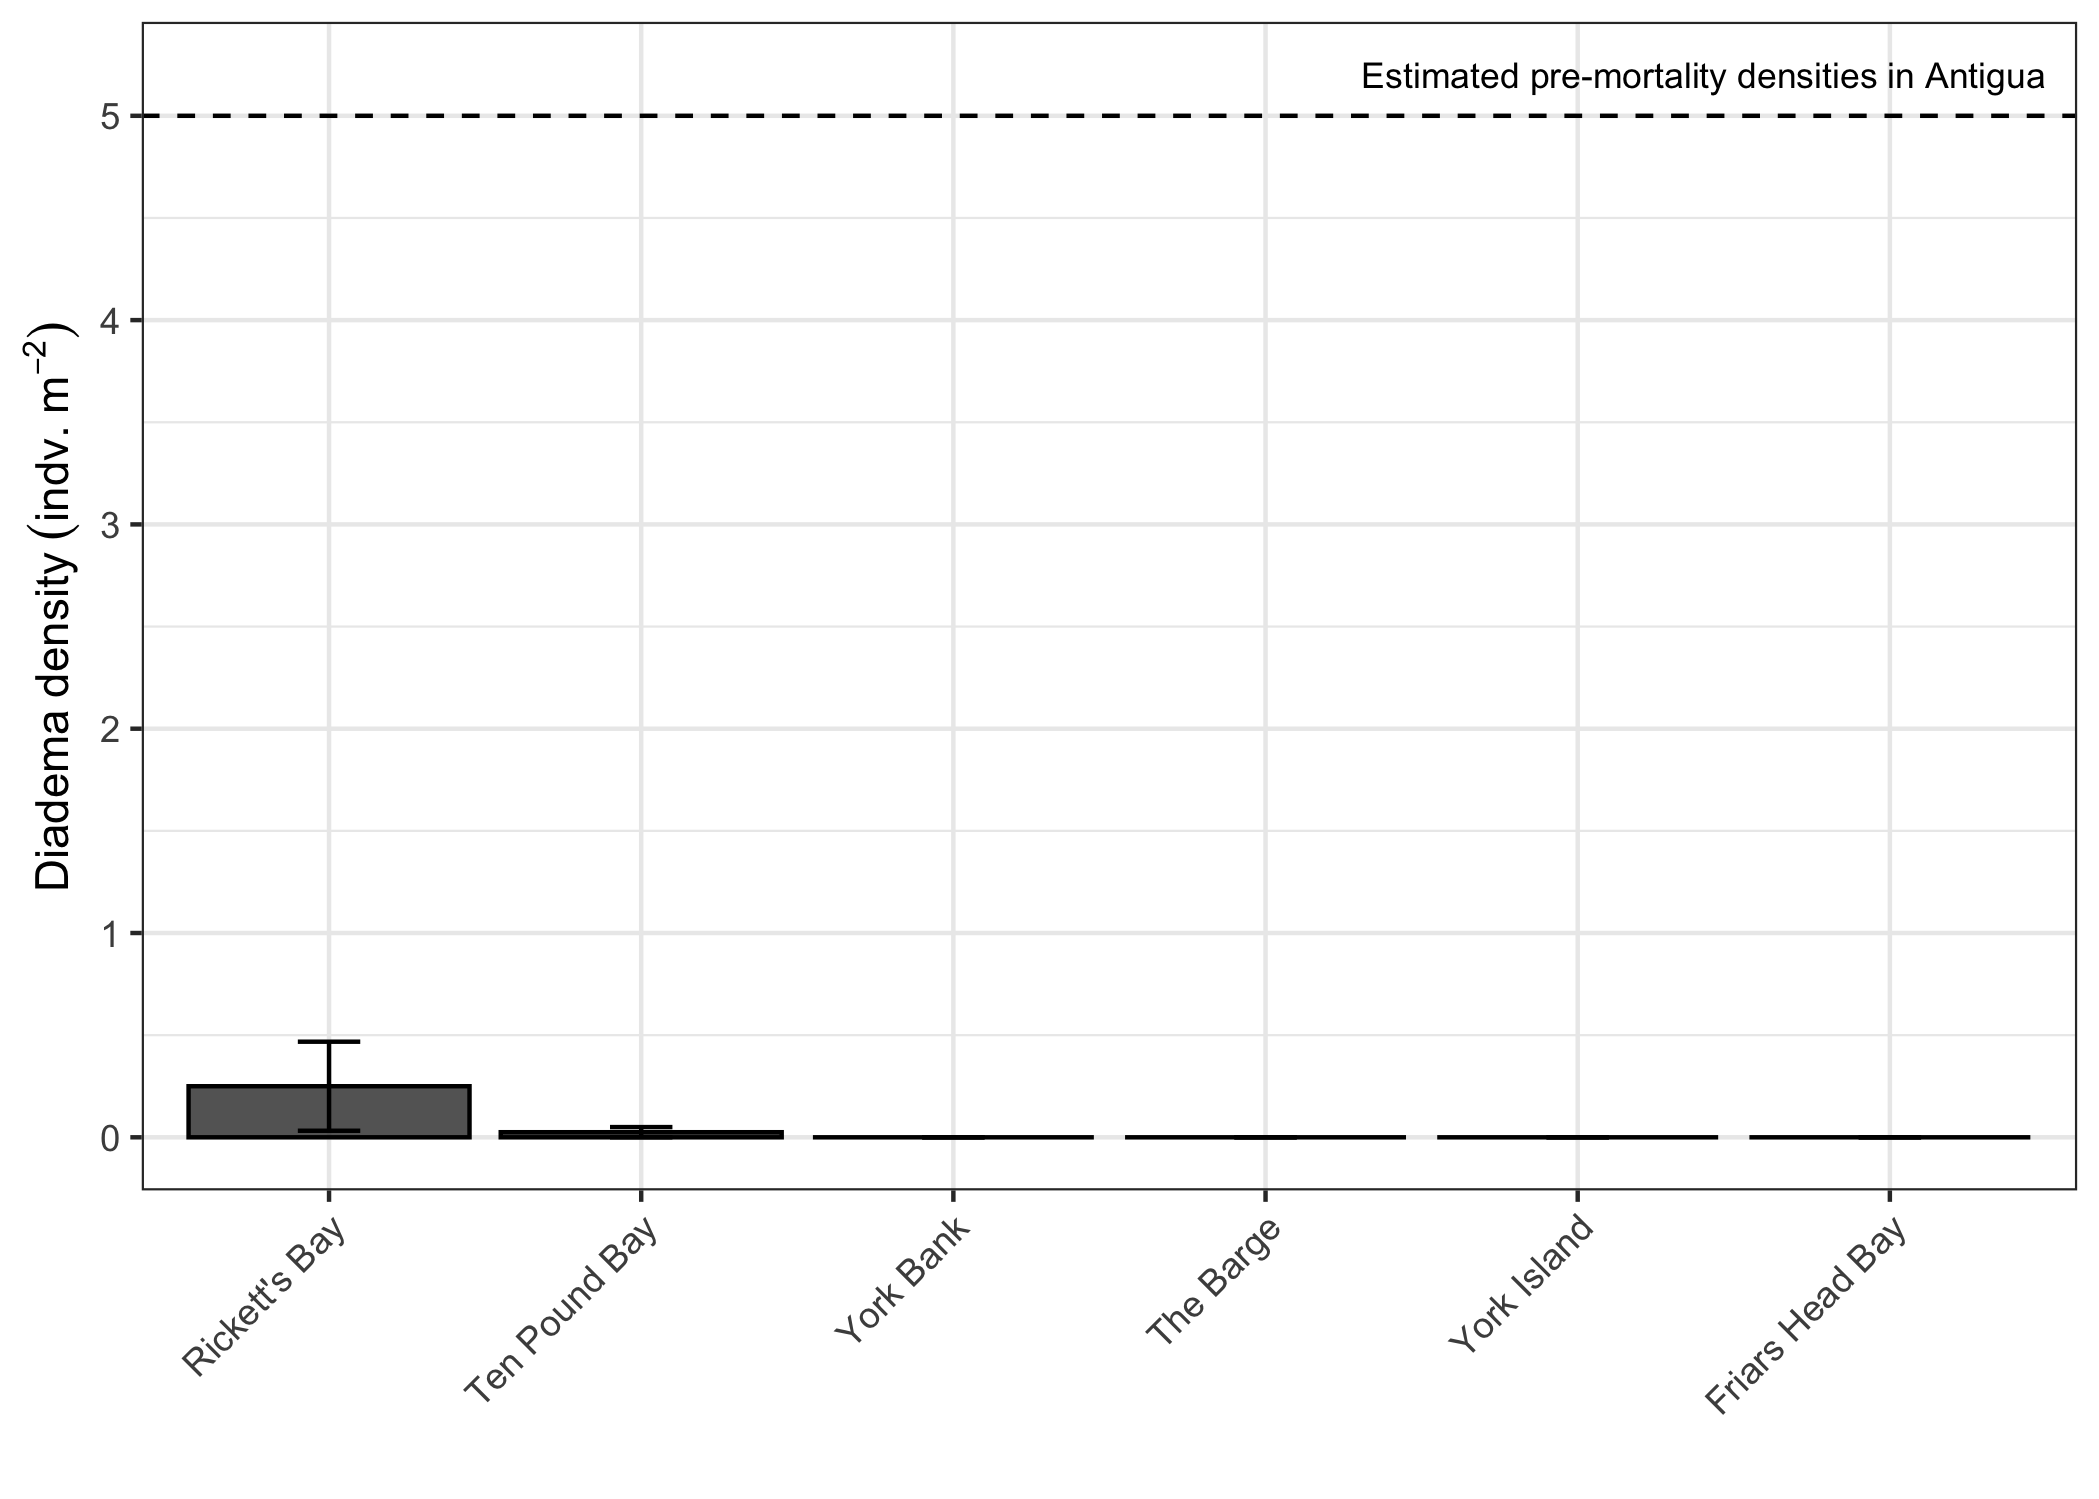 Estimated pre-mortality densities in Antigua
5
4
3
2
1
0
Diadema density (indv. m⁻²)
Rickett's Bay
Ten Pound Bay
York Bank
The Barge
York Island
Friars Head Bay